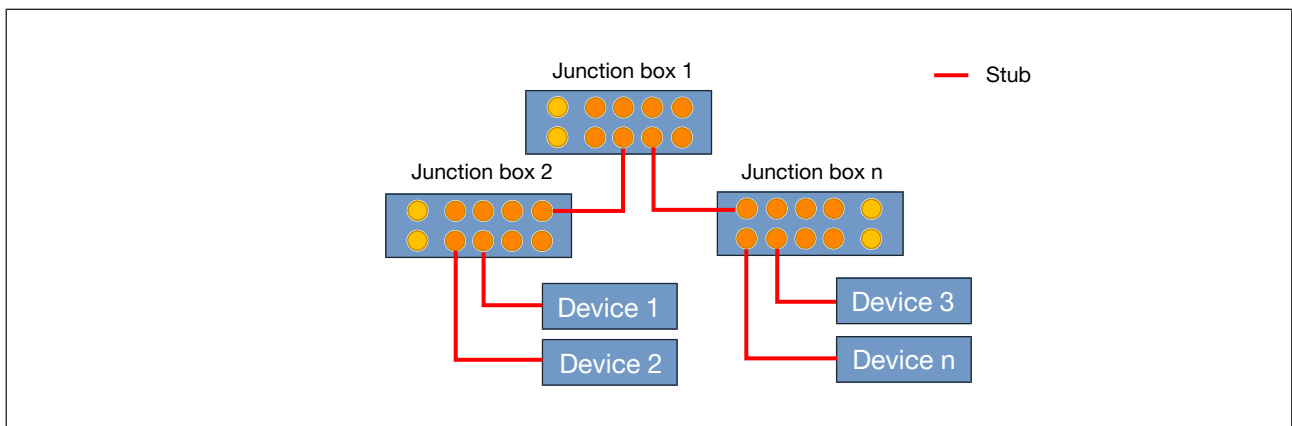 Junction box 1
Stub
Junction box 2
Junction box n
Device 1
Device 3
Device 2
Device n